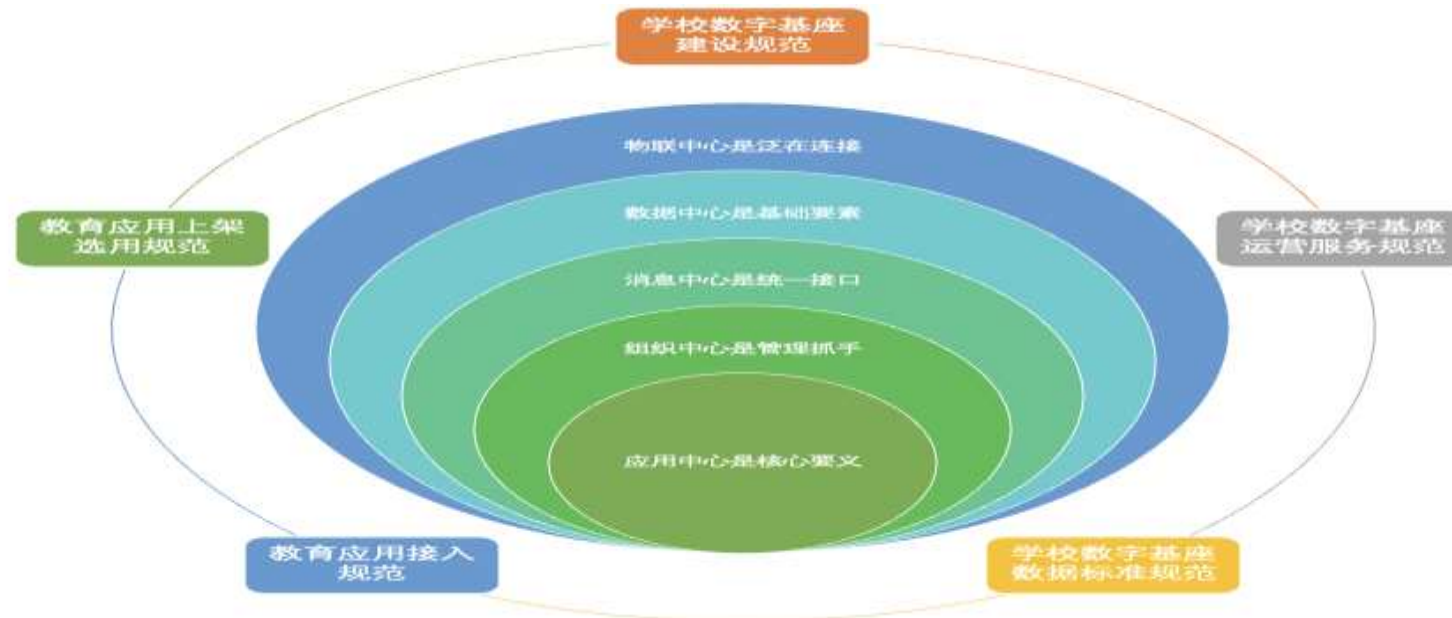 学校数字基座
建设规范
物联中心是泛在连接
数据中心是基础要素
教育应用上架
选用规范
学校数字基座
运营服务规范
消息中心是统一接口
组织中心是管理抓手
应用中心是核心要义
教育应用接入
规范
学校数字基座
数据标准规范